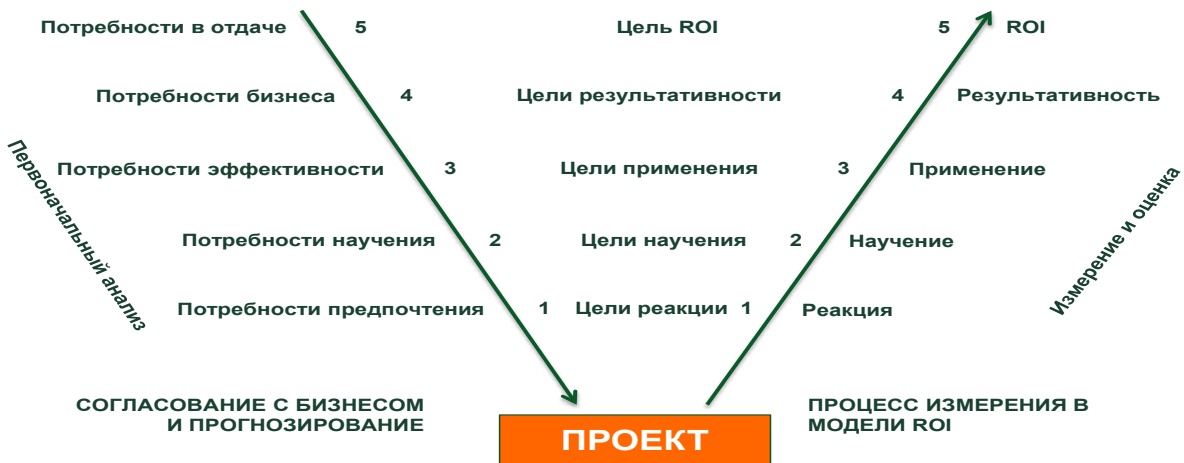 Потребности в отдаче 5 Цель ROI 5 ROI
Потребности бизнеса 4 Цели результативности 4 Результативность
Потребности эффективности 3 Цели применения 3 Применение
Потребности научения 2 Цели научения 2 Научение
Потребности предпочтения 1 Цели реакции 1 Реакция
Первоначальный анализ
Измерение и оценка
СОГЛАСОВАНИЕ С БИЗНЕСОМ
И ПРОГНОЗИРОВАНИЕ
ПРОЕКТ
ПРОЦЕСС ИЗМЕРЕНИЯ В
МОДЕЛИ ROI